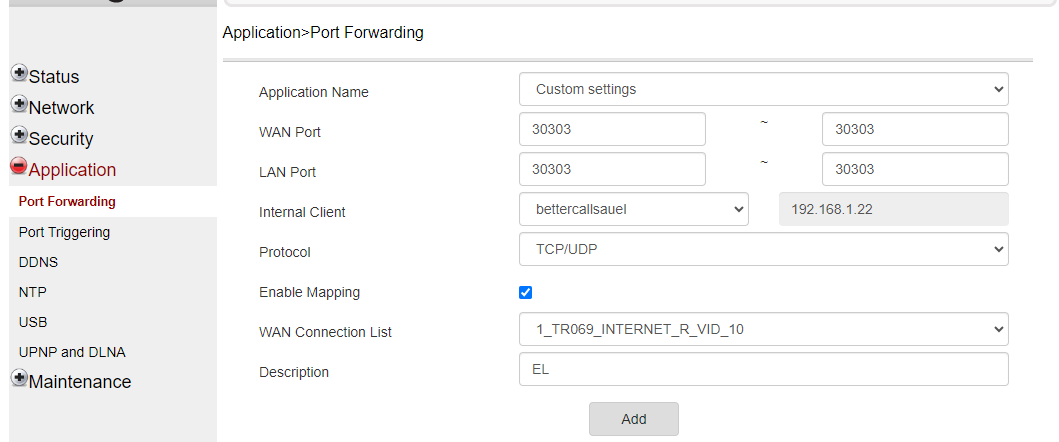 Application>Port Forwarding
Status
Network
Security
Application
Port Forwarding
Port Triggering
DDNS
NTP
USB
UPNP and DLNA
Maintenance
Application Name Custom settings
WAN Port 30303 ~ 30303
LAN Port 30303 ~ 30303
Internal Client bettercallsauel 192.168.1.22
Protocol TCP/UDP
Enable Mapping
WAN Connection List 1_TR069_INTERNET_R_VID_10
Description EL
Add